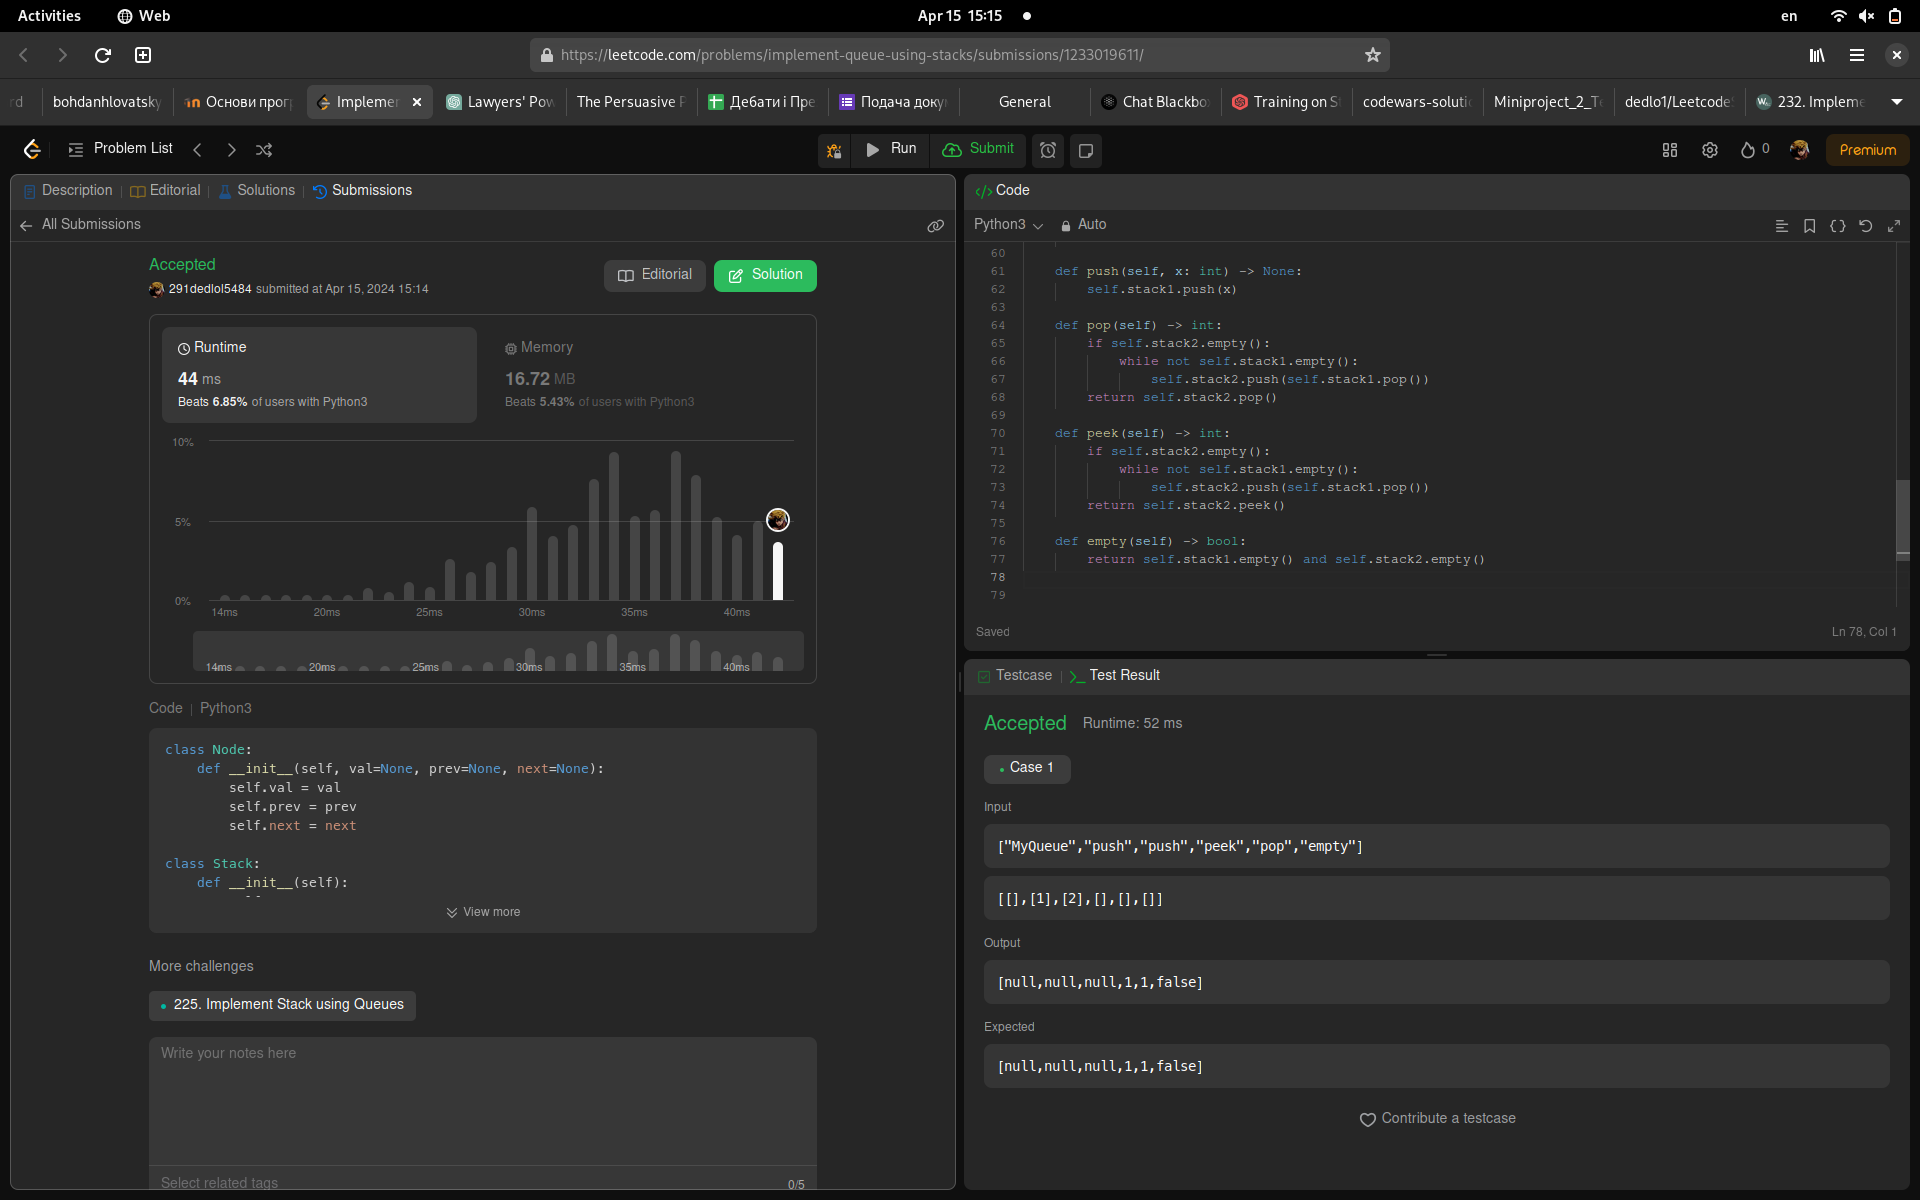 Activities Web Apr 15 15:15 en
https://leetcode.com/problems/implement-queue-using-stacks/submissions/1233019611/
rd bohdanhlovatsky Основи прог Implemen Lawyers' Pow The Persuasive P Дебати і Пре Подача доку General Chat Blackbo Training on S codewars-soluti Miniproject_2_T dedlo1/Leetcode 232. Impleme
Problem List Run Submit 0 Premium
Description | Editorial | Solutions | Submissions
All Submissions
Accepted
291dedlol5484 submitted at Apr 15, 2024 15:14
Editorial Solution
Runtime
44 ms
Beats 6.85% of users with Python3
Memory
16.72 MB
Beats 5.43% of users with Python3
10%
5%
0%
14ms 20ms 25ms 30ms 35ms 40ms
14ms 20ms 25ms 30ms 35ms 40ms
Code | Python3
class Node:
    def __init__(self, val=None, prev=None, next=None):
        self.val = val
        self.prev = prev
        self.next = next
class Stack:
    def __init__(self):
View more
More challenges
225. Implement Stack using Queues
Write your notes here
Select related tags 0/5
</> Code
Python3 Auto
60
61     def push(self, x: int) -> None:
62         self.stack1.push(x)
63
64     def pop(self) -> int:
65         if self.stack2.empty():
66             while not self.stack1.empty():
67                 self.stack2.push(self.stack1.pop())
68         return self.stack2.pop()
69
70     def peek(self) -> int:
71         if self.stack2.empty():
72             while not self.stack1.empty():
73                 self.stack2.push(self.stack1.pop())
74         return self.stack2.peek()
75
76     def empty(self) -> bool:
77         return self.stack1.empty() and self.stack2.empty()
78
79
Saved Ln 78, Col 1
Testcase | >_ Test Result
Accepted Runtime: 52 ms
Case 1
Input
["MyQueue","push","push","peek","pop","empty"]
[[],[1],[2],[],[],[]]
Output
[null,null,null,1,1,false]
Expected
[null,null,null,1,1,false]
Contribute a testcase